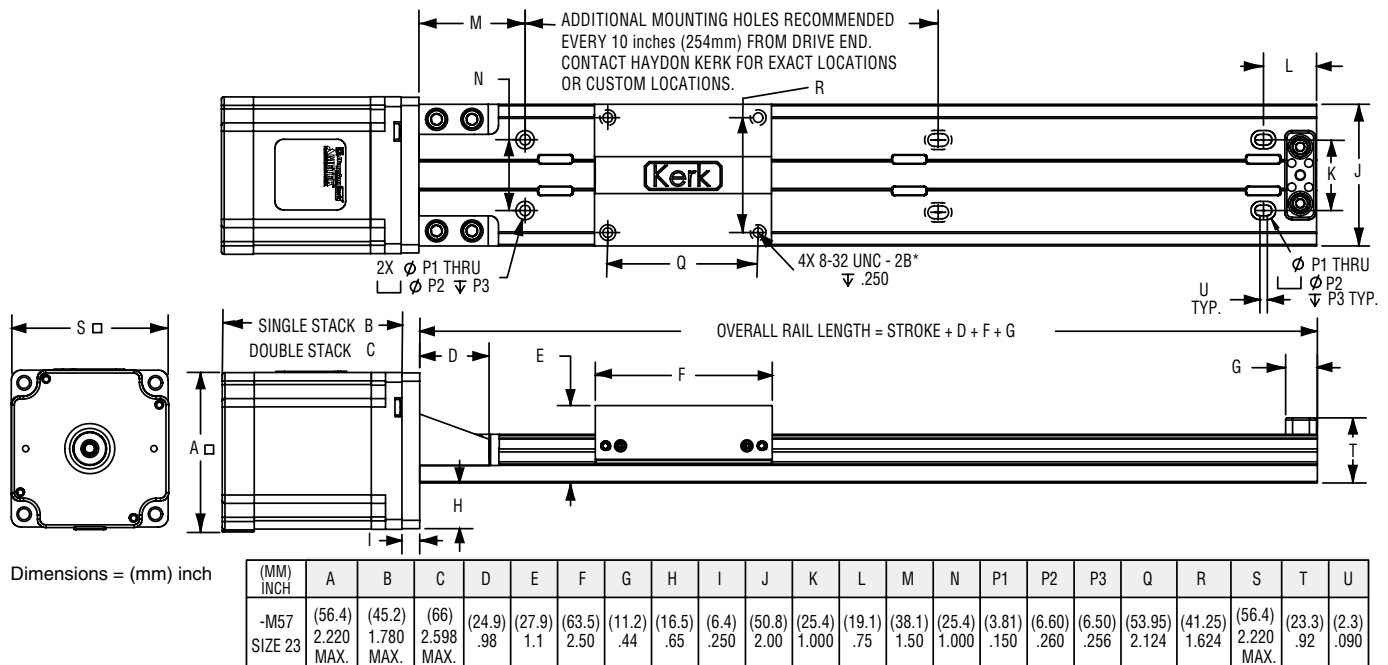 M
ADDITIONAL MOUNTING HOLES RECOMMENDED
EVERY 10 inches (254mm) FROM DRIVE END.
CONTACT HAYDON KERK FOR EXACT LOCATIONS
OR CUSTOM LOCATIONS.
N
R
L
Kerk
K
J
2X Ø P1 THRU
⌴ Ø P2 ↧ P3
Q
4X 8-32 UNC - 2B*
↧ .250
U
TYP.
Ø P1 THRU
⌴ Ø P2
↧ P3 TYP.
S □
SINGLE STACK B
DOUBLE STACK C
D
E
OVERALL RAIL LENGTH = STROKE + D + F + G
F
G
A □
T
H
I
Dimensions = (mm) inch
(MM) INCH A B C D E F G H I J K L M N P1 P2 P3 Q R S T U
-M57 SIZE 23 (56.4) 2.220 MAX. (45.2) 1.780 MAX. (66) 2.598 MAX. (24.9) .98 (27.9) 1.1 (63.5) 2.50 (11.2) .44 (16.5) .65 (6.4) .250 (50.8) 2.00 (25.4) 1.000 (19.1) .75 (38.1) 1.50 (25.4) 1.000 (3.81) .150 (6.60) .260 (6.50) .256 (53.95) 2.124 (41.25) 1.624 (56.4) 2.220 MAX. (23.3) .92 (2.3) .090